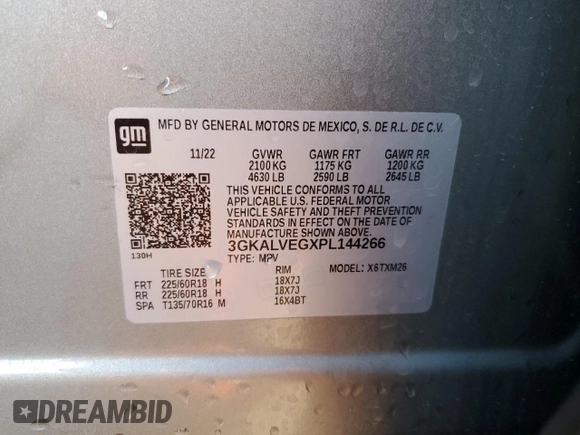 gm MFD BY GENERAL MOTORS DE MEXICO, S. DE R.L. DE C.V.
11/22 GVWR GAWR FRT GAWR RR
2100 KG 1175 KG 1200 KG
4630 LB 2590 LB 2645 LB
THIS VEHICLE CONFORMS TO ALL
APPLICABLE U.S. FEDERAL MOTOR
VEHICLE SAFETY AND THEFT PREVENTION
STANDARDS IN EFFECT ON THE DATE OF
MANUFACTURE SHOWN ABOVE.
3GKALVEGXPL144266
130H TYPE: MPV MODEL: X6TXM26
TIRE SIZE RIM
FRT 225/60R18 H 18X7J
RR 225/60R18 H 18X7J
SPA T135/70R16 M 16X4BT
DREAMBID